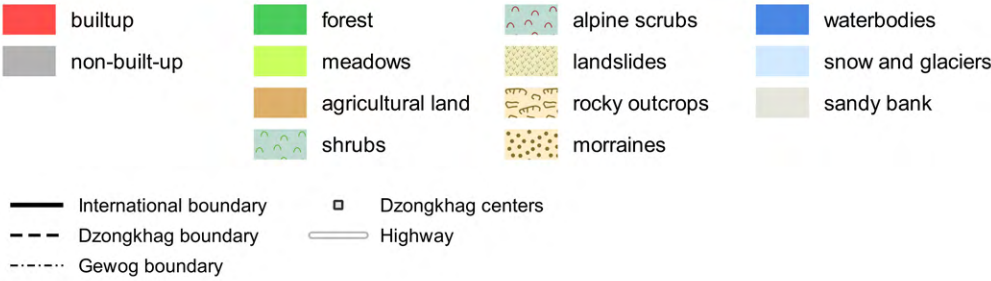 builtup
non-built-up
forest
meadows
agricultural land
shrubs
alpine scrubs
landslides
rocky outcrops
morraines
waterbodies
snow and glaciers
sandy bank
International boundary
Dzongkhag boundary
Gewog boundary
Dzongkhag centers
Highway